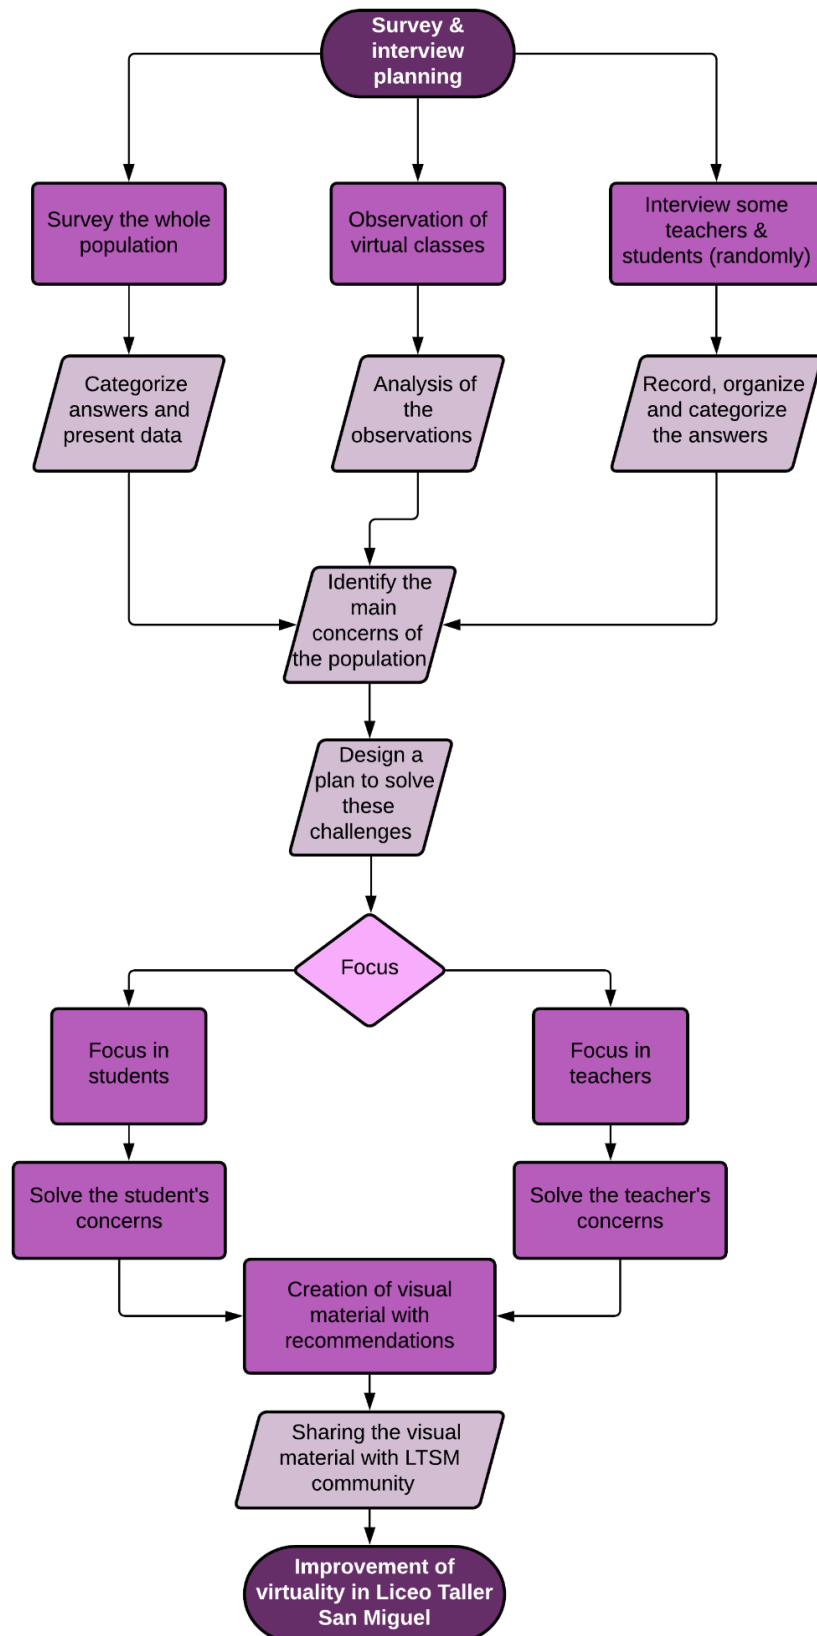 Survey &
interview
planning
Survey the whole
population
Observation of
virtual classes
Interview some
teachers &
students (randomly)
Categorize
answers and
present data
Analysis of
the
observations
Record, organize
and categorize
the answers
Identify the
main
concerns of
the population
Design a
plan to solve
these
challenges
Focus
Focus in
students
Focus in
teachers
Solve the student's
concerns
Solve the teacher's
concerns
Creation of visual
material with
recommendations
Sharing the visual
material with LTSM
community
Improvement of
virtuality in Liceo Taller
San Miguel